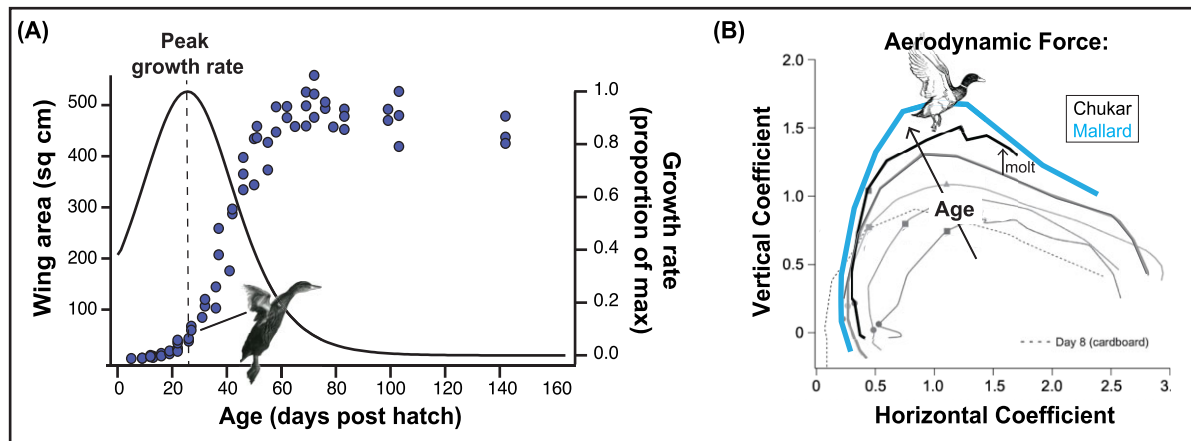 (A)
Peak
growth rate
Wing area (sq cm)
500
400
300
200
100
0
20
40
60
80
100
120
140
160
Age (days post hatch)
1.0
0.8
0.6
0.4
0.2
0.0
Growth rate
(proportion of max)
(B)
Aerodynamic Force:
Chukar
Mallard
molt
Age
Day 8 (cardboard)
Vertical Coefficient
2.0
1.5
1.0
0.5
0
0
0.5
1.0
1.5
2.0
2.5
3.
Horizontal Coefficient